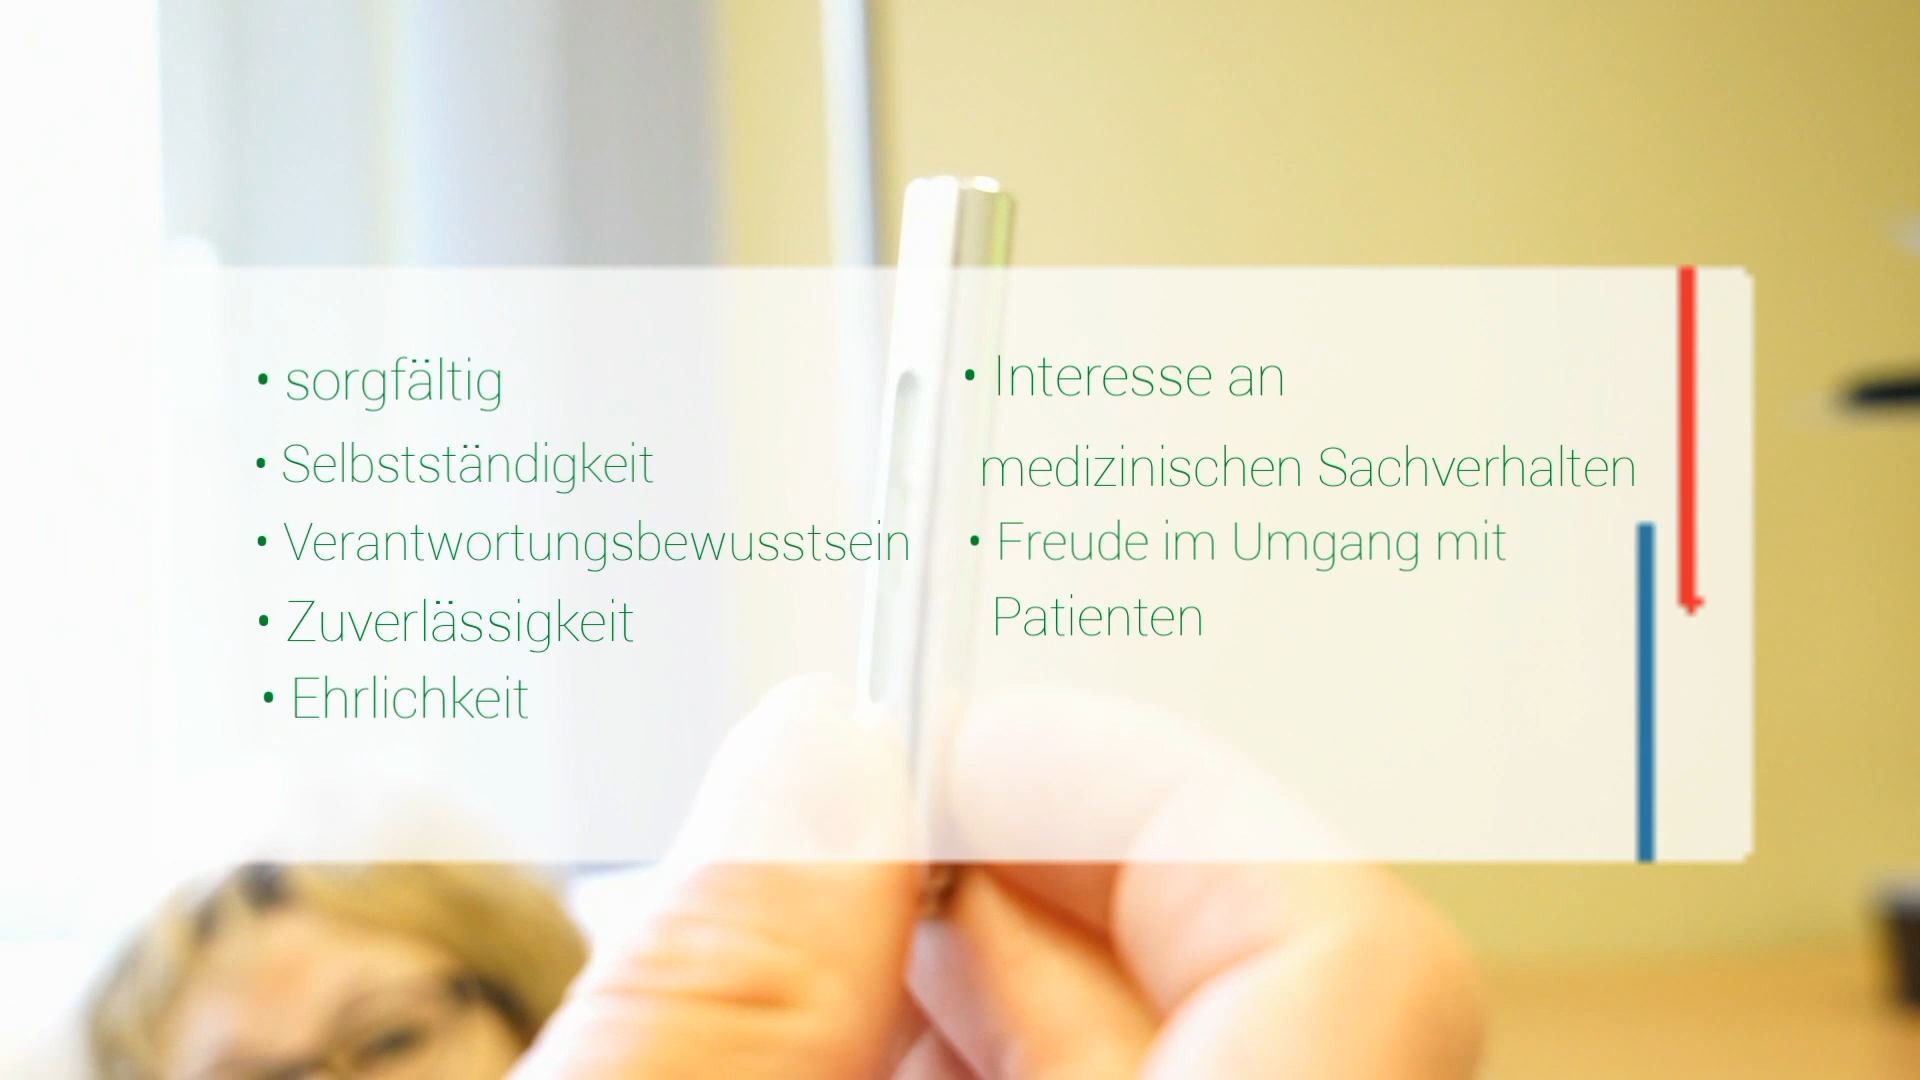 • sorgfältig
• Selbstständigkeit
• Verantwortungsbewusstsein
• Zuverlässigkeit
• Ehrlichkeit
• Interesse an
medizinischen Sachverhalten
• Freude im Umgang mit
Patienten